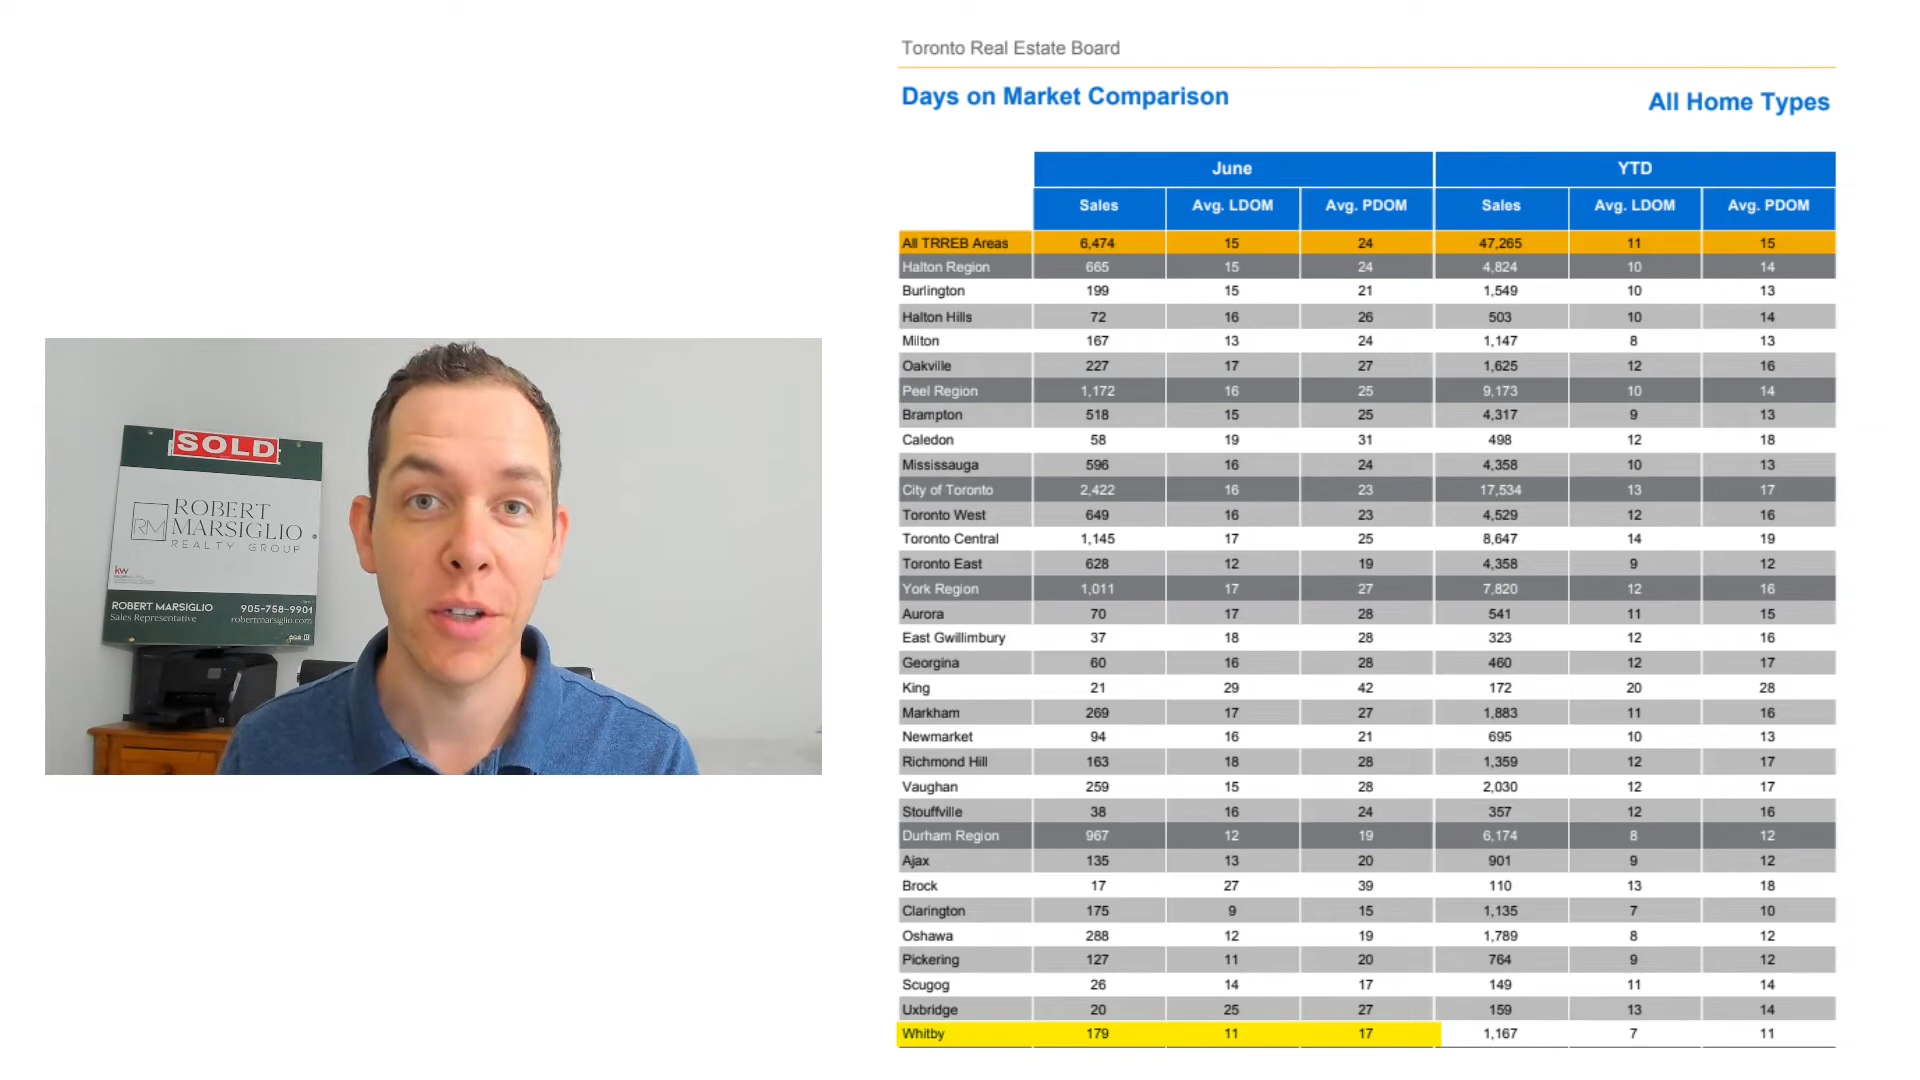 Toronto Real Estate Board
Days on Market Comparison
All Home Types
June YTD
Sales Avg. LDOM Avg. PDOM Sales Avg. LDOM Avg. PDOM
All TRREB Areas 6,474 15 24 47,265 11 15
Halton Region 665 15 24 4,824 10 14
Burlington 199 15 21 1,549 10 13
Halton Hills 72 16 26 503 10 14
Milton 167 13 24 1,147 8 13
Oakville 227 17 27 1,625 12 16
Peel Region 1,172 16 25 9,173 10 14
Brampton 518 15 25 4,317 9 13
Caledon 58 19 31 498 12 18
Mississauga 596 16 24 4,358 10 13
City of Toronto 2,422 16 23 17,534 13 17
Toronto West 649 16 23 4,529 12 16
Toronto Central 1,145 17 25 8,647 14 19
Toronto East 628 12 19 4,358 9 12
York Region 1,011 17 27 7,820 12 16
Aurora 70 17 28 541 11 15
East Gwillimbury 37 18 28 323 12 16
Georgina 60 16 28 460 12 17
King 21 29 42 172 20 28
Markham 269 17 27 1,883 11 16
Newmarket 94 16 21 695 10 13
Richmond Hill 163 18 28 1,359 12 17
Vaughan 259 15 28 2,030 12 17
Stouffville 38 16 24 357 12 16
Durham Region 967 12 19 6,174 8 12
Ajax 135 13 20 901 9 12
Brock 17 27 39 110 13 18
Clarington 175 9 15 1,135 7 10
Oshawa 288 12 19 1,789 8 12
Pickering 127 11 20 764 9 12
Scugog 26 14 17 149 11 14
Uxbridge 20 25 27 159 13 14
Whitby 179 11 17 1,167 7 11
SOLD
RM
ROBERT
MARSIGLIO
REALTY GROUP
kw
ROBERT MARSIGLIO 905-758-9901
Sales Representative robertmarsiglio.com